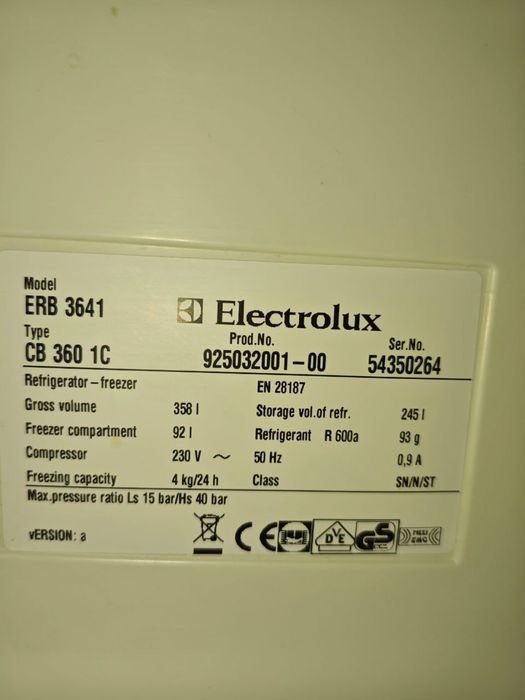 Model
ERB 3641
Electrolux
Type
CB 360 1C
Prod.No.
925032001-00
Ser.No.
54350264
Refrigerator-freezer
EN 28187
Gross volume 358 l
Storage vol.of refr. 245 l
Freezer compartment 92 l
Refrigerant R 600a 93 g
Compressor 230 V ~ 50 Hz 0,9 A
Freezing capacity 4 kg/24 h
Class SN/N/ST
Max.pressure ratio Ls 15 bar/Hs 40 bar
vERSION: a
CE
DVE
GS